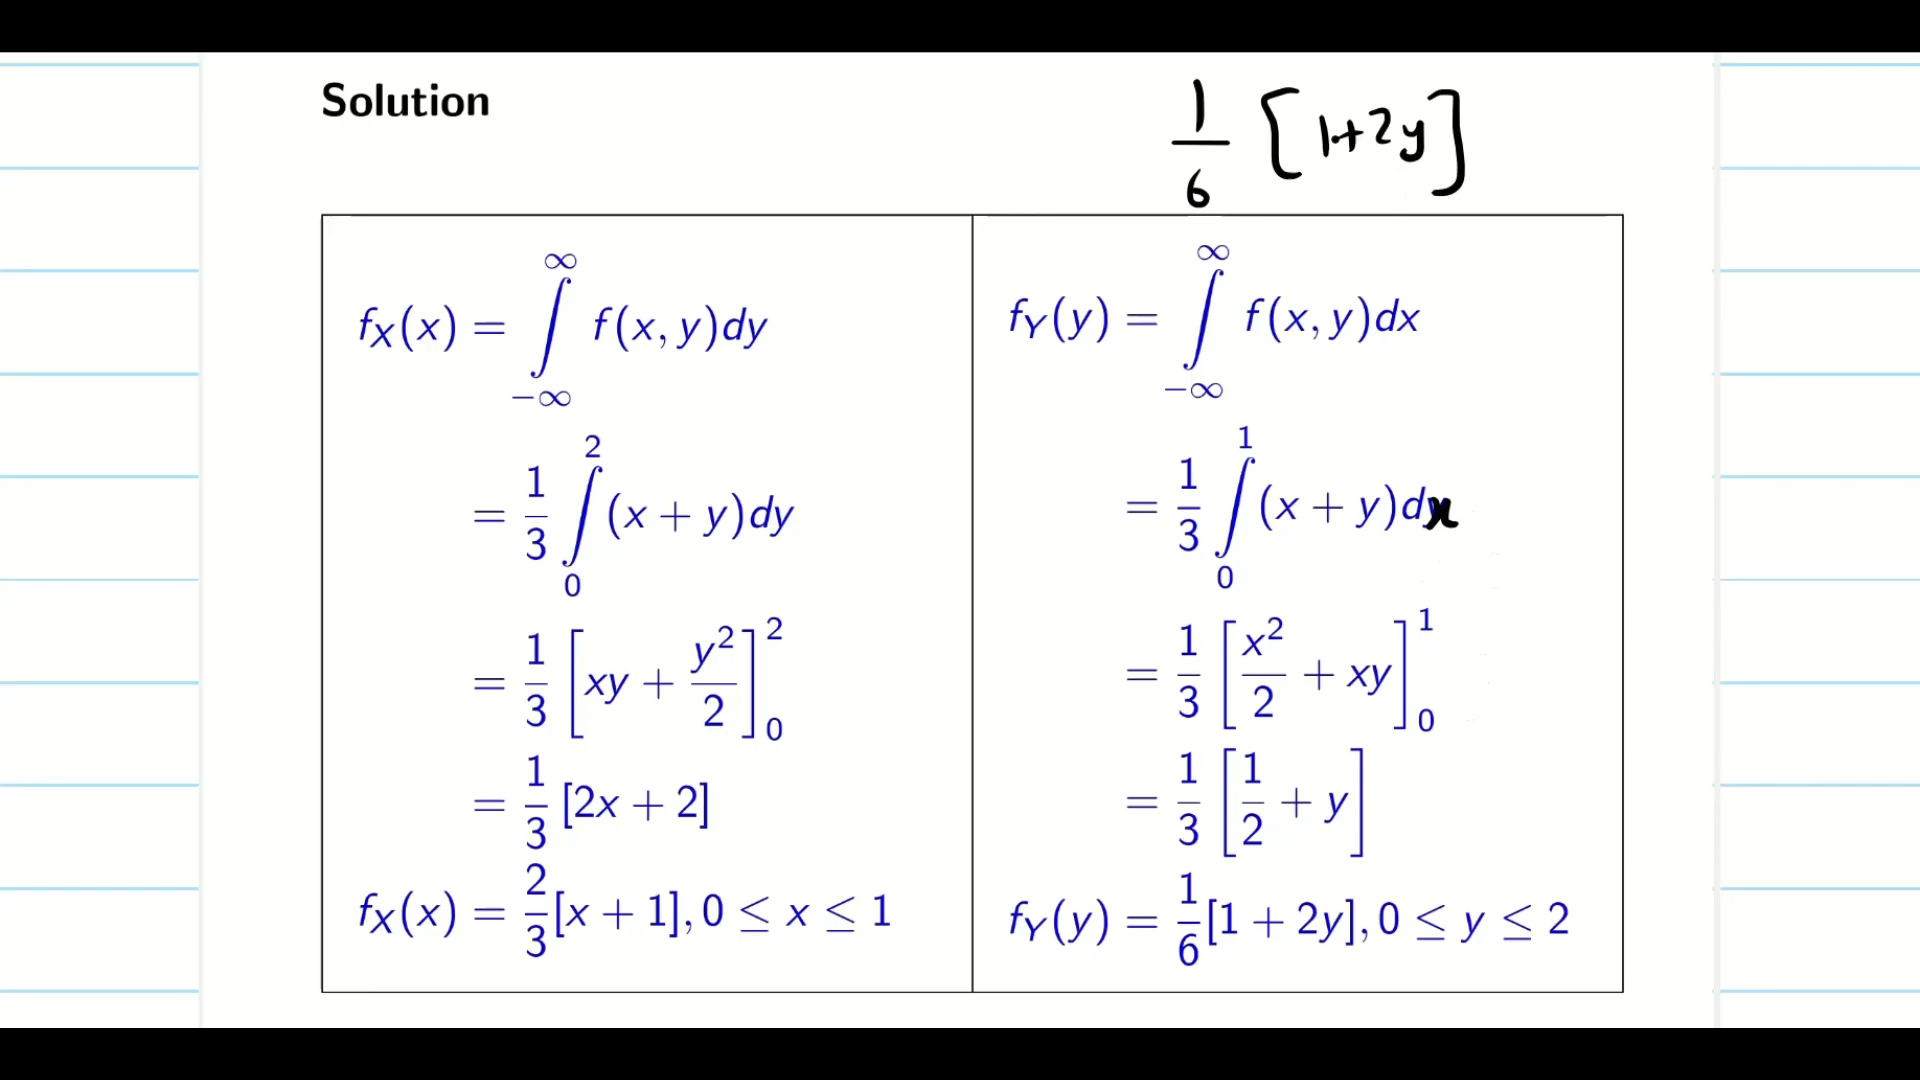 Solution
1/6 [1+2y]
f_X(x) = ∫_{−∞}^{∞} f(x, y)dy
= 1/3 ∫_0^2 (x + y)dy
= 1/3 [xy + y²/2]_0^2
= 1/3 [2x + 2]
f_X(x) = 2/3 [x + 1], 0 ≤ x ≤ 1
f_Y(y) = ∫_{−∞}^{∞} f(x, y)dx
= 1/3 ∫_0^1 (x + y)dx
= 1/3 [x²/2 + xy]_0^1
= 1/3 [1/2 + y]
f_Y(y) = 1/6 [1 + 2y], 0 ≤ y ≤ 2